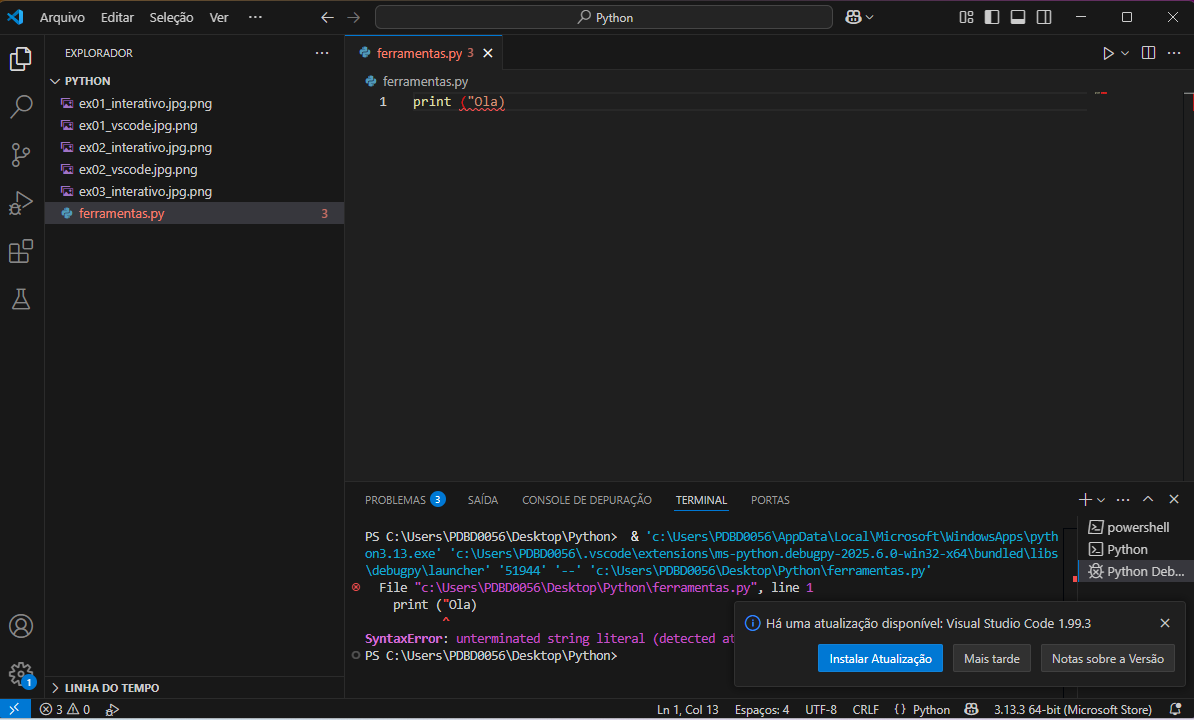 Arquivo Editar Seleção Ver ··· Python
EXPLORADOR ···
PYTHON
ex01_interativo.jpg.png
ex01_vscode.jpg.png
ex02_interativo.jpg.png
ex02_vscode.jpg.png
ex03_interativo.jpg.png
ferramentas.py 3
LINHA DO TEMPO
ferramentas.py 3
ferramentas.py
1 print ("Ola)
PROBLEMAS 3 SAÍDA CONSOLE DE DEPURAÇÃO TERMINAL PORTAS
PS C:\Users\PDBD0056\Desktop\Python> & 'c:\Users\PDBD0056\AppData\Local\Microsoft\WindowsApps\pyth
on3.13.exe' 'c:\Users\PDBD0056\.vscode\extensions\ms-python.debugpy-2025.6.0-win32-x64\bundled\libs
\debugpy\launcher' '51944' '--' 'c:\Users\PDBD0056\Desktop\Python\ferramentas.py'
File "c:\Users\PDBD0056\Desktop\Python\ferramentas.py", line 1
print ("Ola)
^
SyntaxError: unterminated string literal (detected at
PS C:\Users\PDBD0056\Desktop\Python>
powershell
Python
Python Deb...
Há uma atualização disponível: Visual Studio Code 1.99.3
Instalar Atualização Mais tarde Notas sobre a Versão
1
3 0 Ln 1, Col 13 Espaços: 4 UTF-8 CRLF {} Python 3.13.3 64-bit (Microsoft Store)